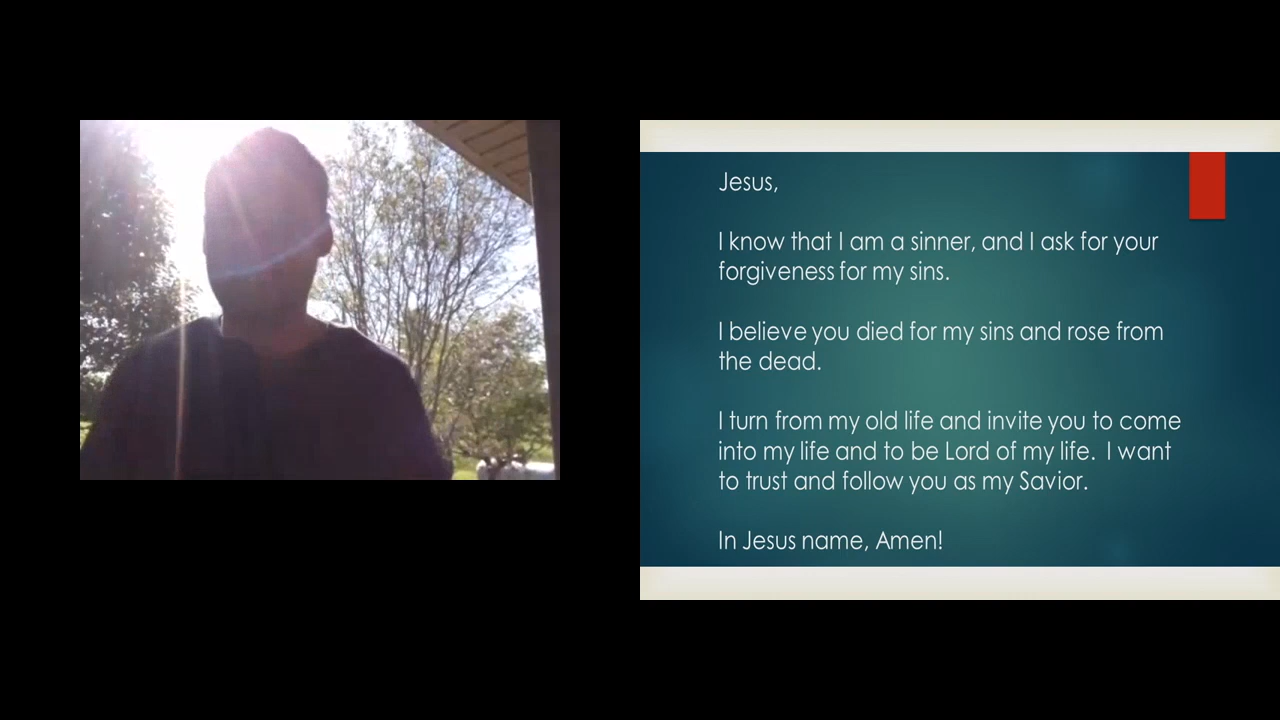 Jesus,
I know that I am a sinner, and I ask for your
forgiveness for my sins.
I believe you died for my sins and rose from
the dead.
I turn from my old life and invite you to come
into my life and to be Lord of my life.  I want
to trust and follow you as my Savior.
In Jesus name, Amen!